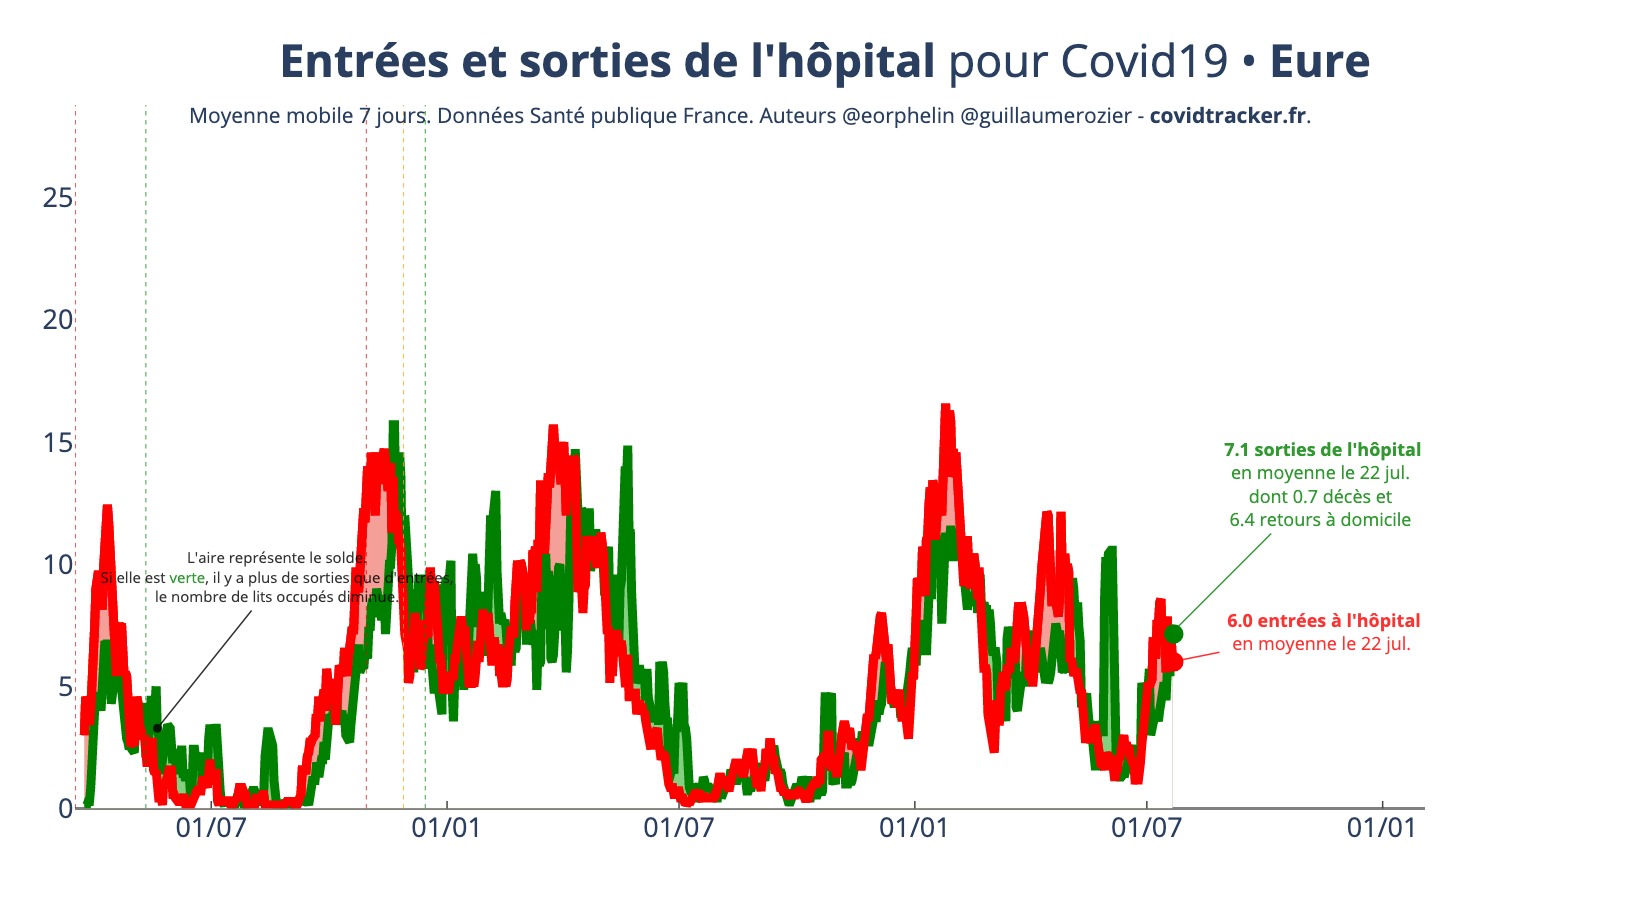 Entrées et sorties de l'hôpital pour Covid19 • Eure
Moyenne mobile 7 jours. Données Santé publique France. Auteurs @eorphelin @guillaumerozier - covidtracker.fr.
25
20
15
10
5
0
L'aire représente le solde.
Si elle est verte, il y a plus de sorties que d'entrées,
le nombre de lits occupés diminue.
7.1 sorties de l'hôpital
en moyenne le 22 jul.
dont 0.7 décès et
6.4 retours à domicile
6.0 entrées à l'hôpital
en moyenne le 22 jul.
01/07
01/01
01/07
01/01
01/07
01/01